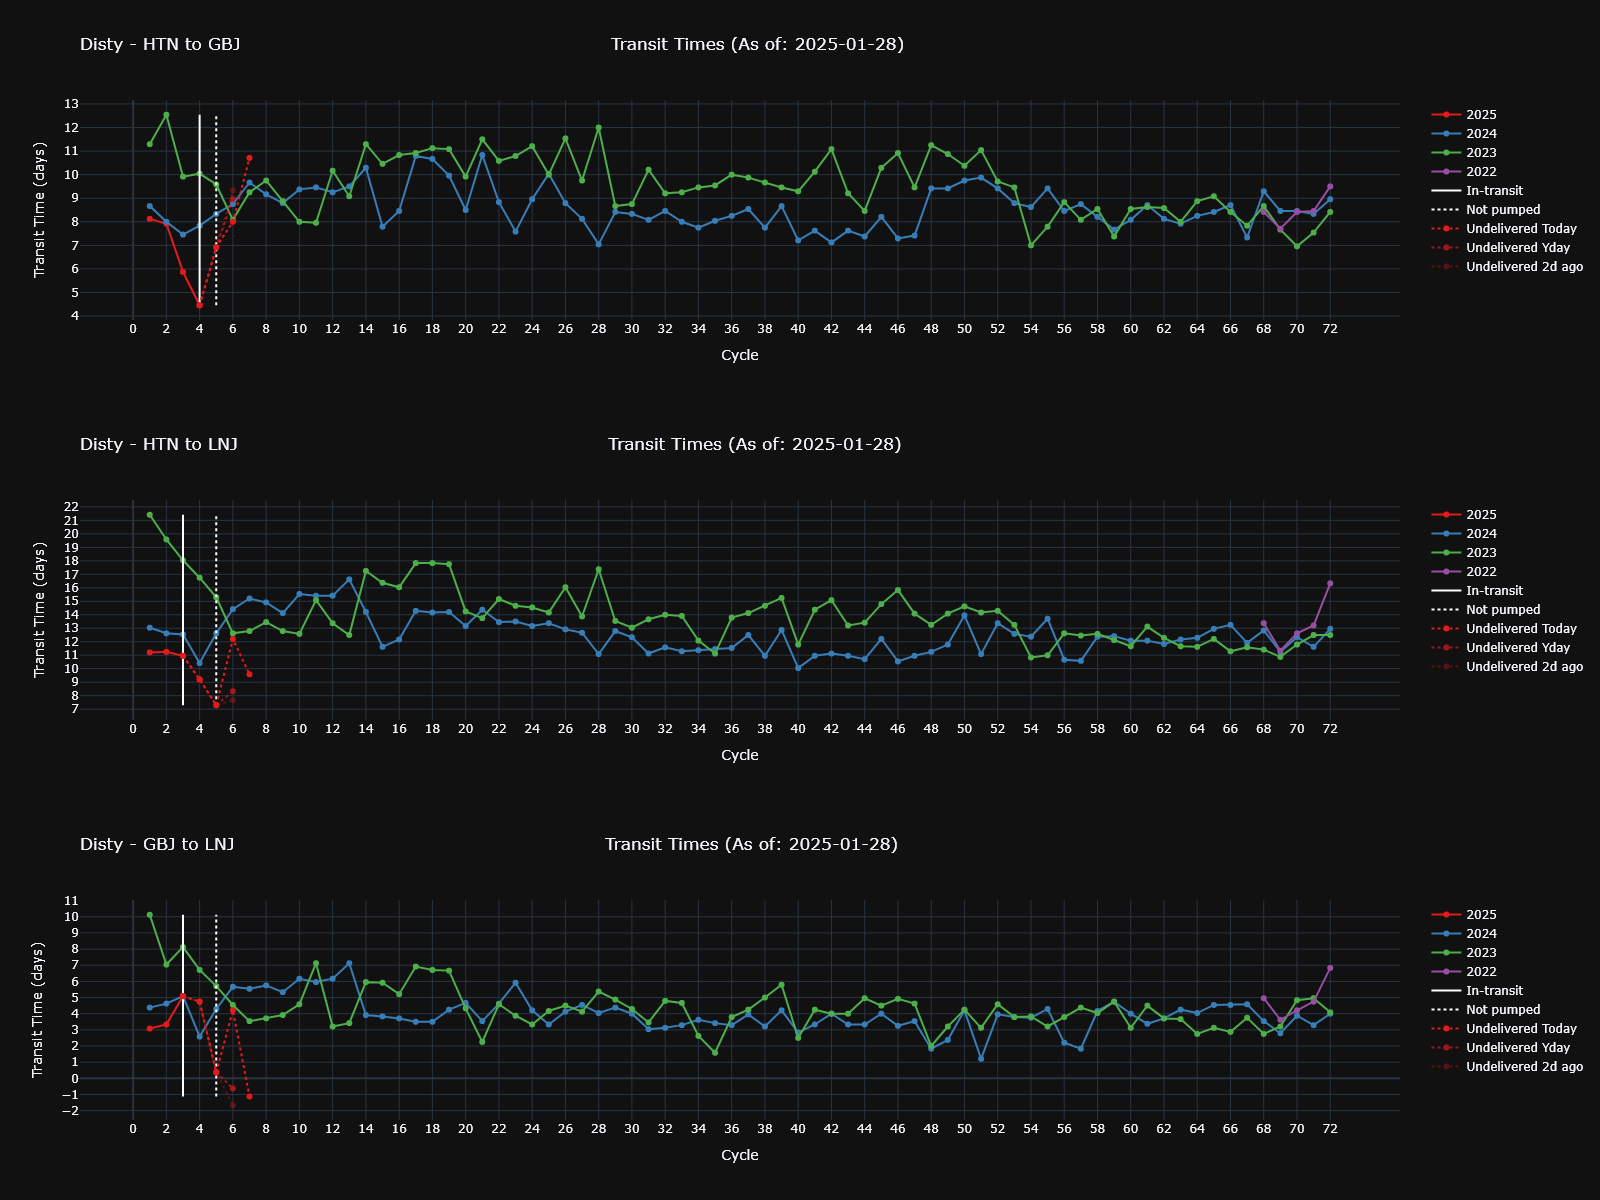 Disty - HTN to GBJ
Transit Times (As of: 2025-01-28)
13
12
11
10
9
8
7
6
5
4
Transit Time (days)
0 2 4 6 8 10 12 14 16 18 20 22 24 26 28 30 32 34 36 38 40 42 44 46 48 50 52 54 56 58 60 62 64 66 68 70 72
Cycle
2025
2024
2023
2022
In-transit
Not pumped
Undelivered Today
Undelivered Yday
Undelivered 2d ago
Disty - HTN to LNJ
Transit Times (As of: 2025-01-28)
22
21
20
19
18
17
16
15
14
13
12
11
10
9
8
7
Transit Time (days)
0 2 4 6 8 10 12 14 16 18 20 22 24 26 28 30 32 34 36 38 40 42 44 46 48 50 52 54 56 58 60 62 64 66 68 70 72
Cycle
2025
2024
2023
2022
In-transit
Not pumped
Undelivered Today
Undelivered Yday
Undelivered 2d ago
Disty - GBJ to LNJ
Transit Times (As of: 2025-01-28)
11
10
9
8
7
6
5
4
3
2
1
0
−1
−2
Transit Time (days)
0 2 4 6 8 10 12 14 16 18 20 22 24 26 28 30 32 34 36 38 40 42 44 46 48 50 52 54 56 58 60 62 64 66 68 70 72
Cycle
2025
2024
2023
2022
In-transit
Not pumped
Undelivered Today
Undelivered Yday
Undelivered 2d ago